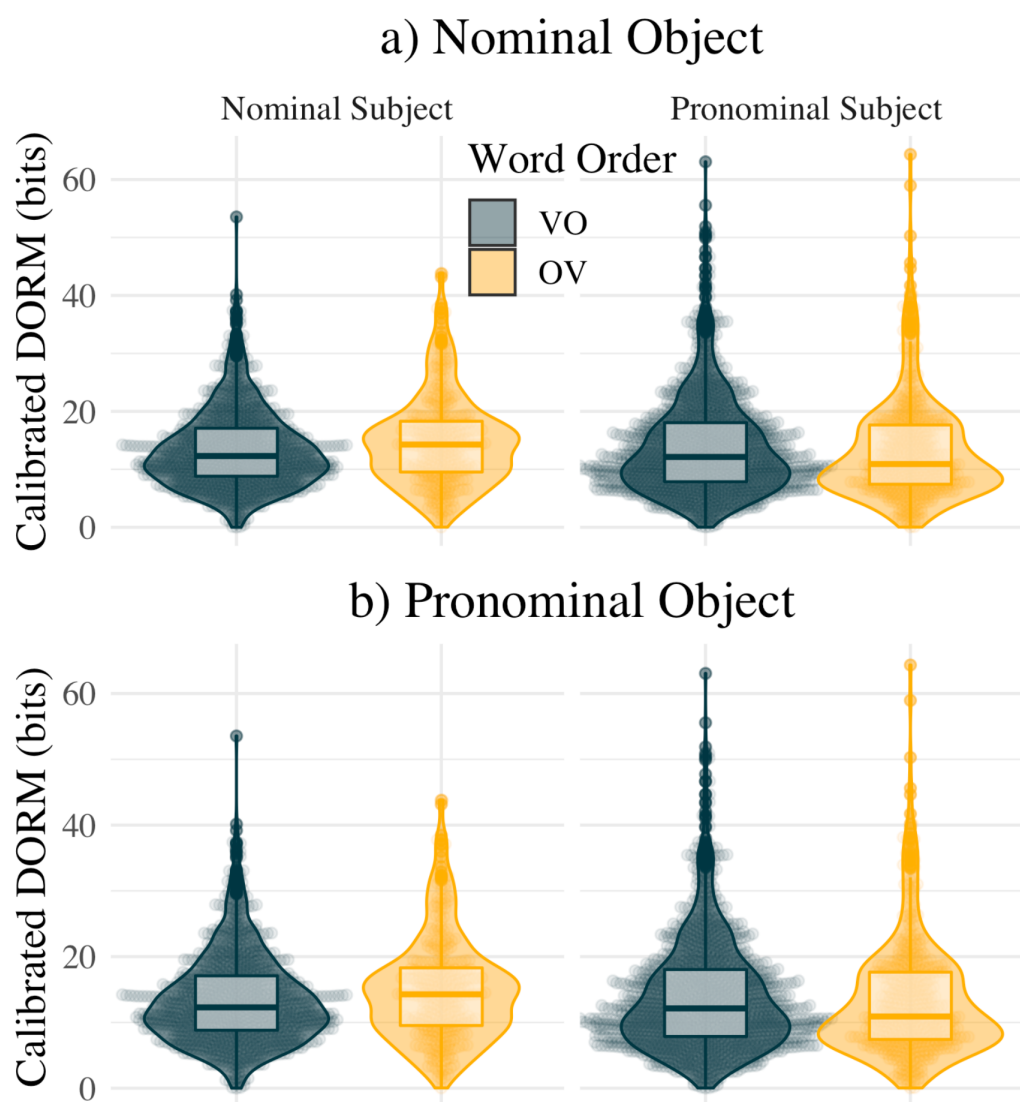 a) Nominal Object
Nominal Subject
Pronominal Subject
Calibrated DORM (bits)
60
40
20
0
Word Order
VO
OV
b) Pronominal Object
Calibrated DORM (bits)
60
40
20
0